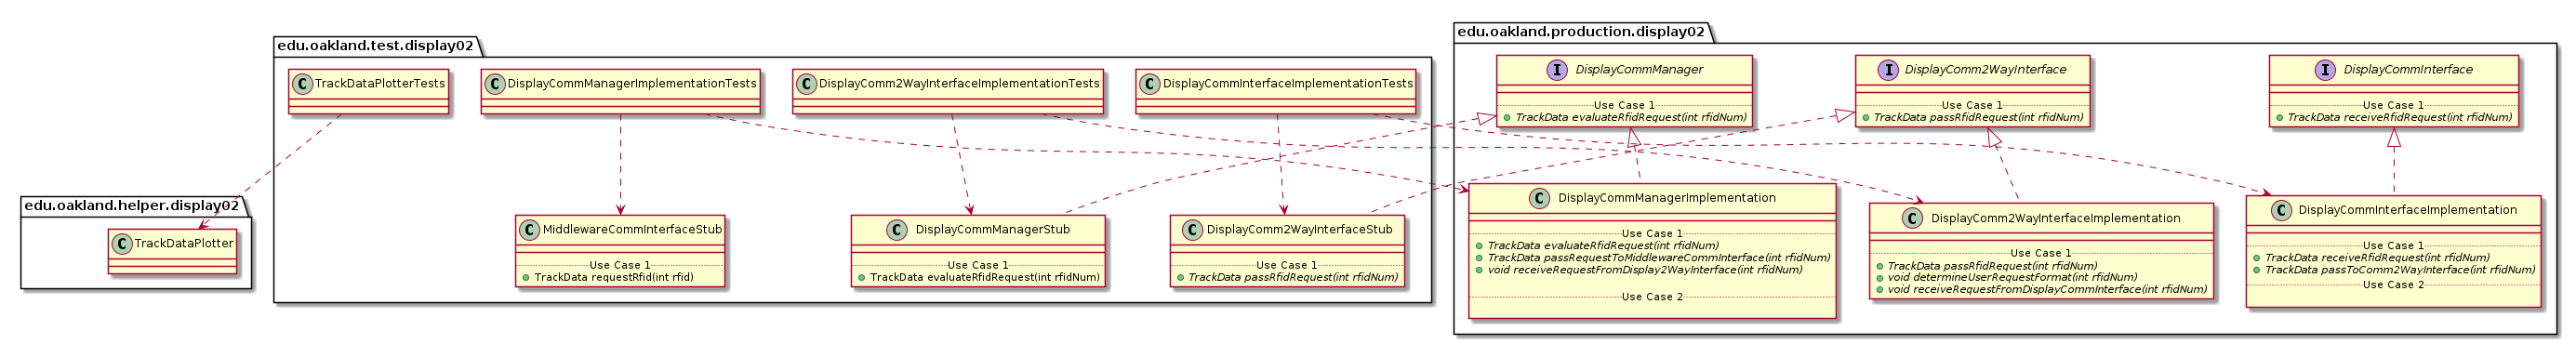 edu.oakland.production.display02
edu.oakland.test.display02
I DisplayCommManager
Use Case 1
TrackData evaluateRfidRequest(int rfidNum)
I DisplayComm2WayInterface
Use Case 1
TrackData passRfidRequest(int rfidNum)
I DisplayCommInterface
Use Case 1
TrackData receiveRfidRequest(int rfidNum)
C TrackDataPlotterTests
C DisplayCommManagerImplementationTests
C DisplayComm2WayInterfaceImplementationTests
C DisplayCommInterfaceImplementationTests
edu.oakland.helper.display02
C TrackDataPlotter
C MiddlewareCommInterfaceStub
Use Case 1
TrackData requestRfid(int rfid)
C DisplayCommManagerStub
Use Case 1
TrackData evaluateRfidRequest(int rfidNum)
C DisplayComm2WayInterfaceStub
Use Case 1
TrackData passRfidRequest(int rfidNum)
C DisplayCommManagerImplementation
Use Case 1
TrackData evaluateRfidRequest(int rfidNum)
TrackData passRequestToMiddlewareCommInterface(int rfidNum)
void receiveRequestFromDisplay2WayInterface(int rfidNum)
Use Case 2
C DisplayComm2WayInterfaceImplementation
Use Case 1
TrackData passRfidRequest(int rfidNum)
void determineUserRequestFormat(int rfidNum)
void receiveRequestFromDisplayCommInterface(int rfidNum)
C DisplayCommInterfaceImplementation
Use Case 1
TrackData receiveRfidRequest(int rfidNum)
TrackData passToComm2WayInterface(int rfidNum)
Use Case 2